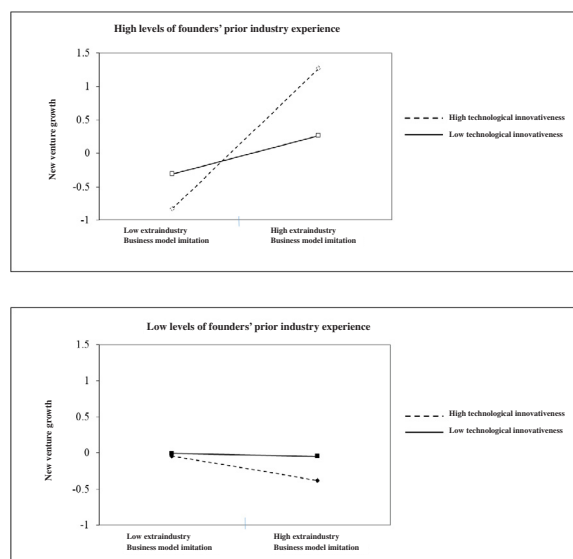 High levels of founders' prior industry experience
1.5
1
0.5
0
-0.5
-1
New venture growth
Low extraindustry
Business model imitation
High extraindustry
Business model imitation
High technological innovativeness
Low technological innovativeness
Low levels of founders' prior industry experience
1.5
1
0.5
0
-0.5
-1
New venture growth
Low extraindustry
Business model imitation
High extraindustry
Business model imitation
High technological innovativeness
Low technological innovativeness